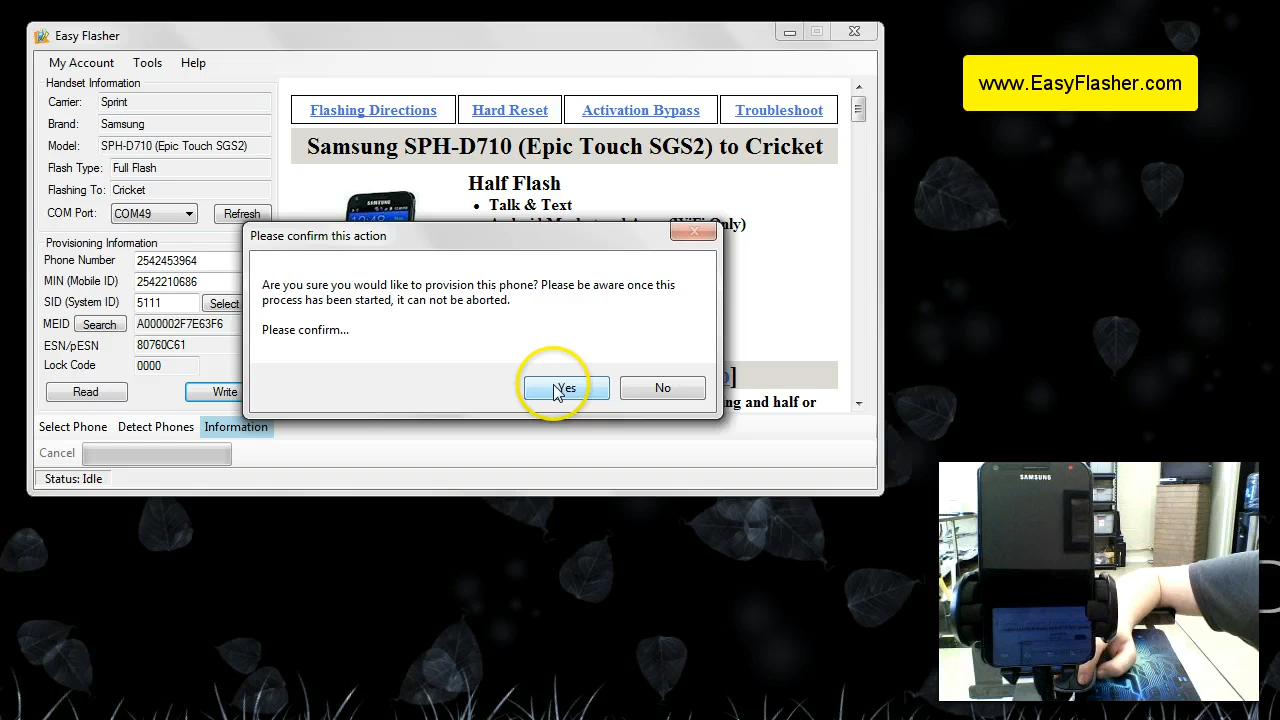 Easy Flasher
My Account Tools Help
www.EasyFlasher.com
Handset Information
Carrier: Sprint
Brand: Samsung
Model: SPH-D710 (Epic Touch SGS2)
Flash Type: Full Flash
Flashing To: Cricket
COM Port: COM49 Refresh
Provisioning Information
Phone Number 2542453964
MIN (Mobile ID) 2542210686
SID (System ID) 5111 Select
MEID Search A000002F7E63F6
ESN/pESN 80760C61
Lock Code 0000
Read Write
Flashing Directions Hard Reset Activation Bypass Troubleshoot
Samsung SPH-D710 (Epic Touch SGS2) to Cricket
Half Flash
• Talk & Text
Only)
Please confirm this action
Are you sure you would like to provision this phone? Please be aware once this
process has been started, it can not be aborted.
Please confirm...
Yes No
]
ng and half or
Select Phone Detect Phones Information
Cancel
Status: Idle
SAMSUNG
SAMSUNG